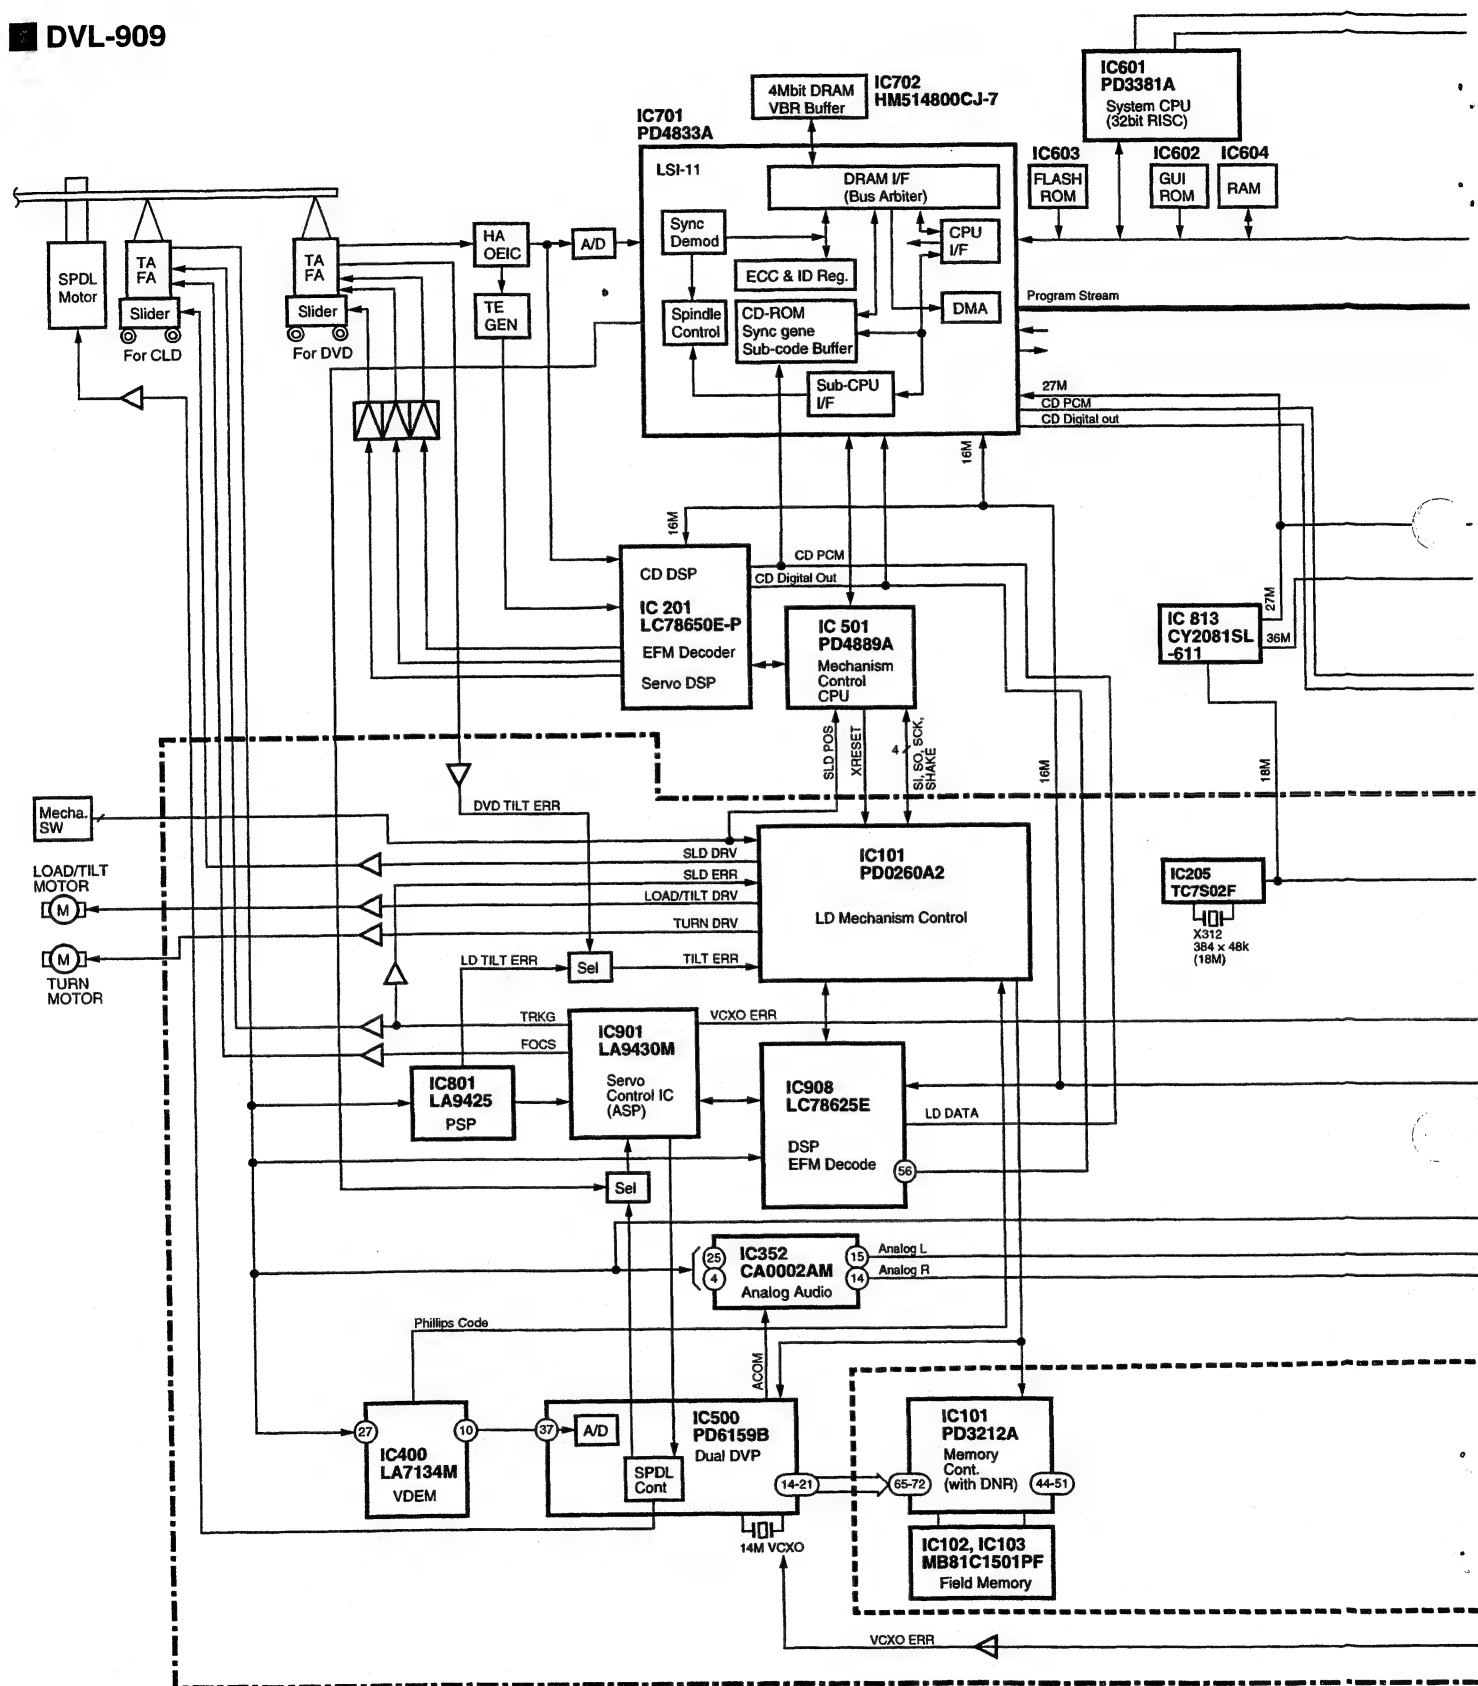 DVL-909
IC601
PD3381A
System CPU
(32bit RISC)
4Mbit DRAM
VBR Buffer
IC702
HM514800CJ-7
IC701
PD4833A
LSI-11
DRAM I/F
(Bus Arbiter)
IC603
FLASH
ROM
IC602
GUI
ROM
IC604
RAM
Sync
Demod
CPU
I/F
ECC & ID Reg.
Spindle
Control
CD-ROM
Sync gene
Sub-code Buffer
DMA
Sub-CPU
I/F
Program Stream
27M
CD PCM
CD Digital out
16M
SPDL
Motor
TA
FA
Slider
For CLD
TA
FA
Slider
For DVD
HA
OEIC
A/D
TE
GEN
16M
CD DSP
IC 201
LC78650E-P
EFM Decoder
Servo DSP
CD PCM
CD Digital Out
IC 501
PD4889A
Mechanism
Control
CPU
27M
IC 813
CY2081SL
-611
36M
SLD POS
XRESET
4
SI, SO, SCK,
SHAKE
16M
18M
Mecha.
SW
DVD TILT ERR
LOAD/TILT
MOTOR
M
M
TURN
MOTOR
SLD DRV
SLD ERR
LOAD/TILT DRV
TURN DRV
LD TILT ERR
Sel
TILT ERR
IC101
PD0260A2
LD Mechanism Control
IC205
TC7S02F
X312
384 × 48k
(18M)
TRKG
FOCS
IC901
LA9430M
Servo
Control IC
(ASP)
VCXO ERR
IC801
LA9425
PSP
IC908
LC78625E
DSP
EFM Decode
LD DATA
56
Sel
25
4
IC352
CA0002AM
Analog Audio
15
14
Analog L
Analog R
Phillips Code
ACOM
27
IC400
LA7134M
VDEM
10
37
A/D
IC500
PD6159B
Dual DVP
SPDL
Cont
14-21
14M VCXO
65-72
IC101
PD3212A
Memory
Cont.
(with DNR)
44-51
IC102, IC103
MB81C1501PF
Field Memory
VCXO ERR